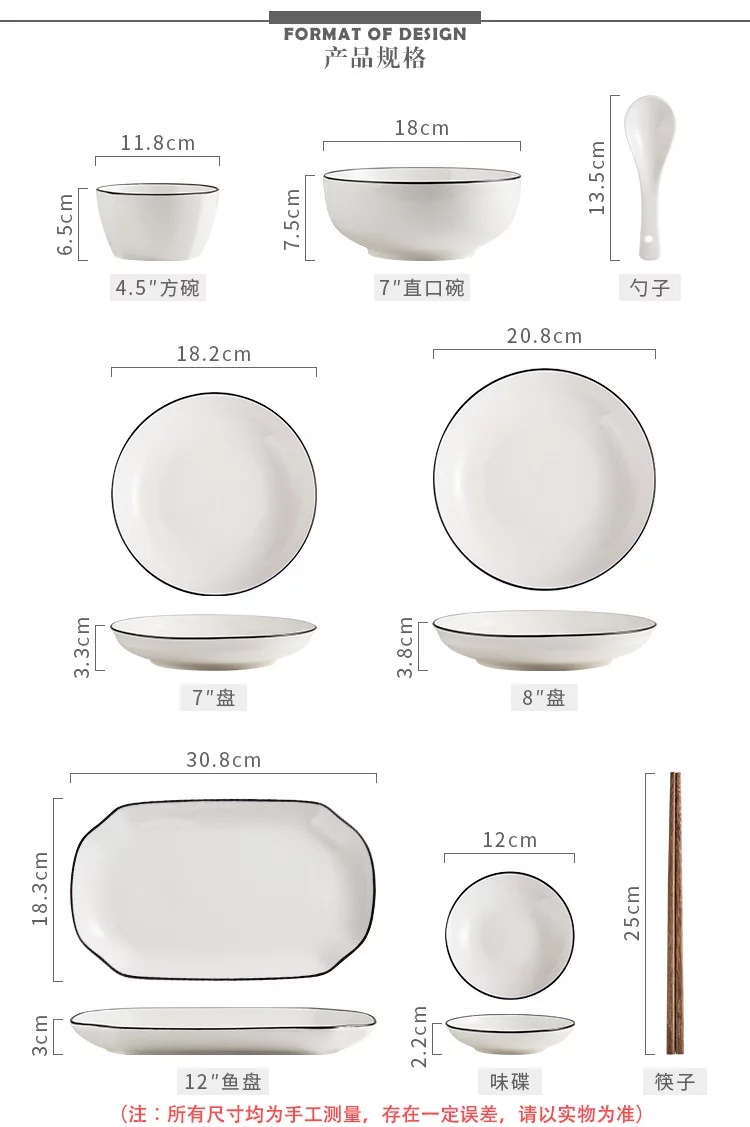 FORMAT OF DESIGN
产品规格
11.8cm
6.5cm
4.5"方碗
18cm
7.5cm
7"直口碗
13.5cm
勺子
18.2cm
3.3cm
7"盘
20.8cm
3.8cm
8"盘
30.8cm
18.3cm
3cm
12"鱼盘
12cm
2.2cm
味碟
25cm
筷子
（注：所有尺寸均为手工测量，存在一定误差，请以实物为准）